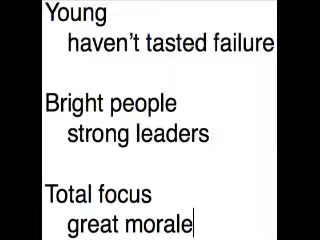 Young
haven't tasted failure
Bright people
strong leaders
Total focus
great morale